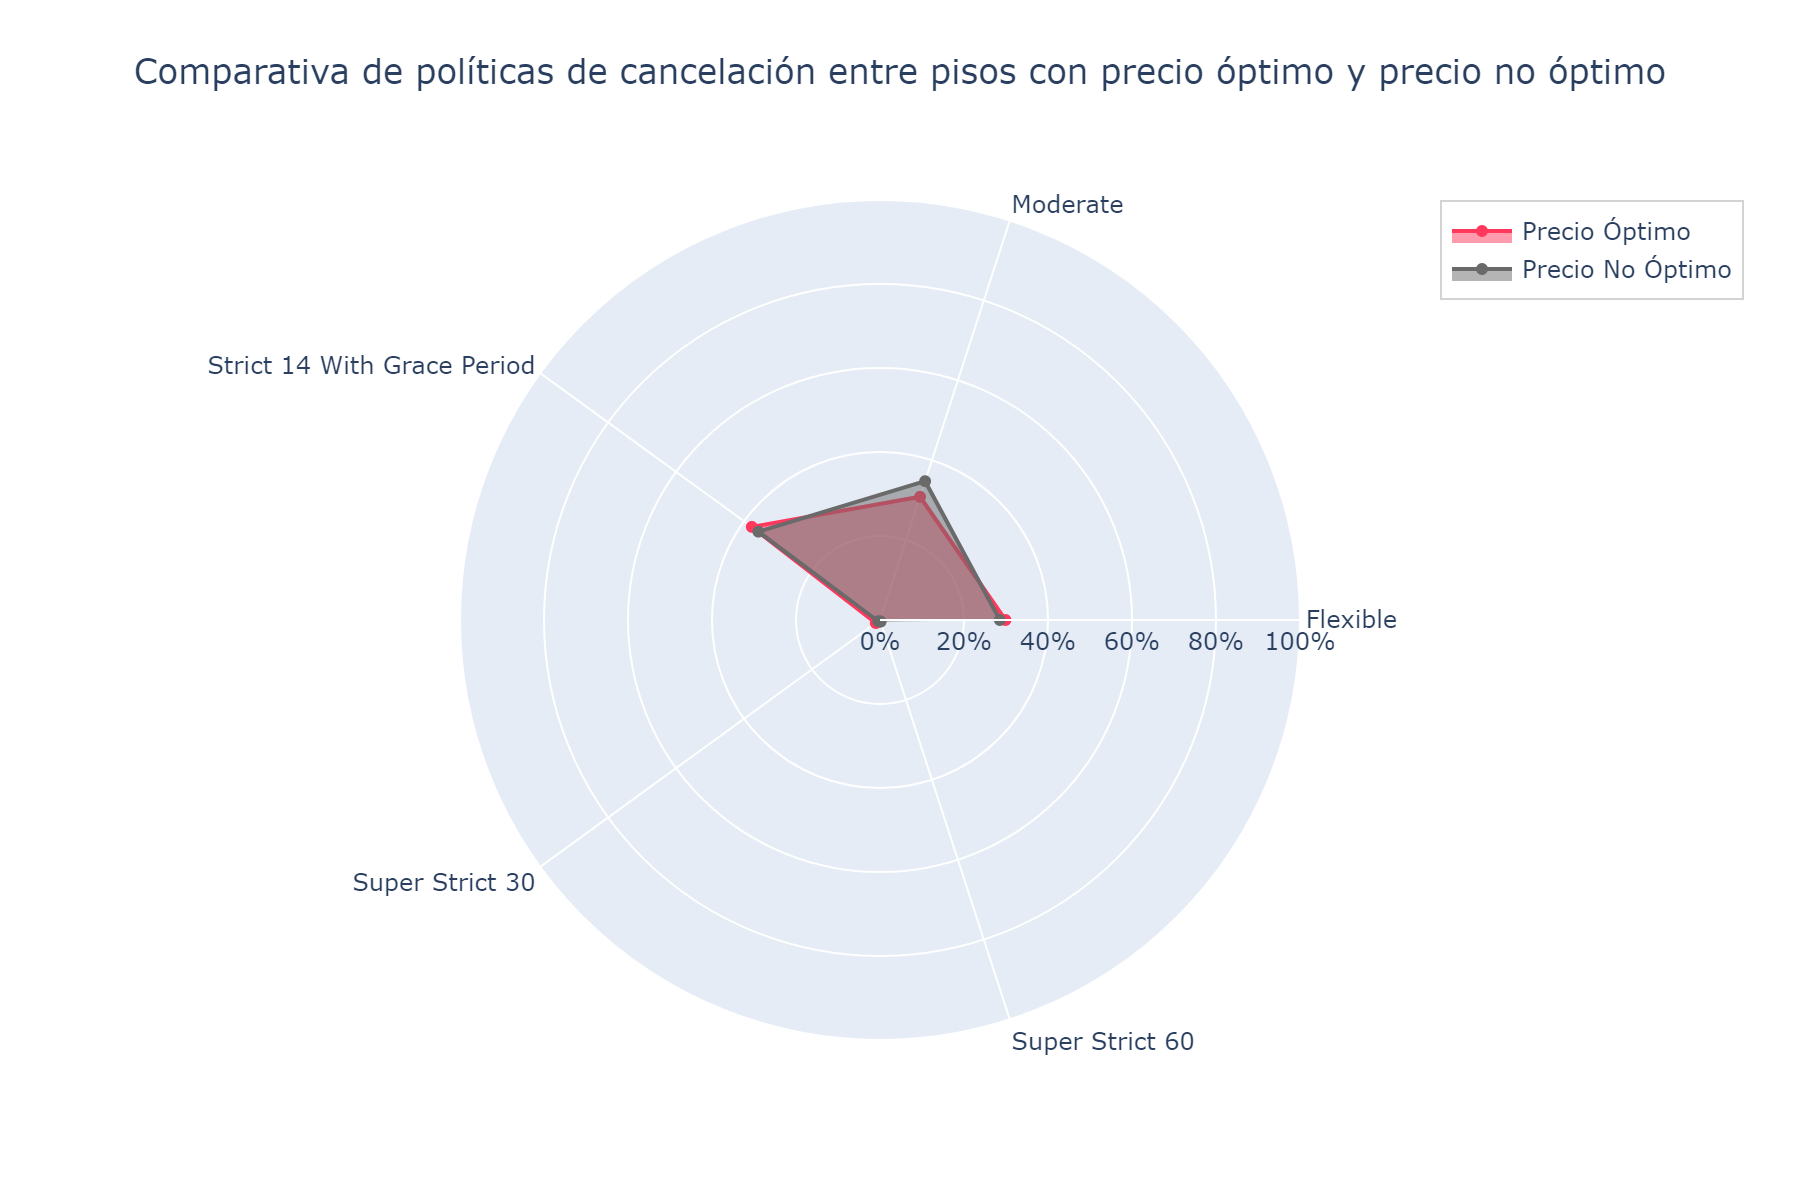 Comparativa de políticas de cancelación entre pisos con precio óptimo y precio no óptimo
Moderate
Precio Óptimo
Precio No Óptimo
Strict 14 With Grace Period
Flexible
0% 20% 40% 60% 80% 100%
Super Strict 30
Super Strict 60